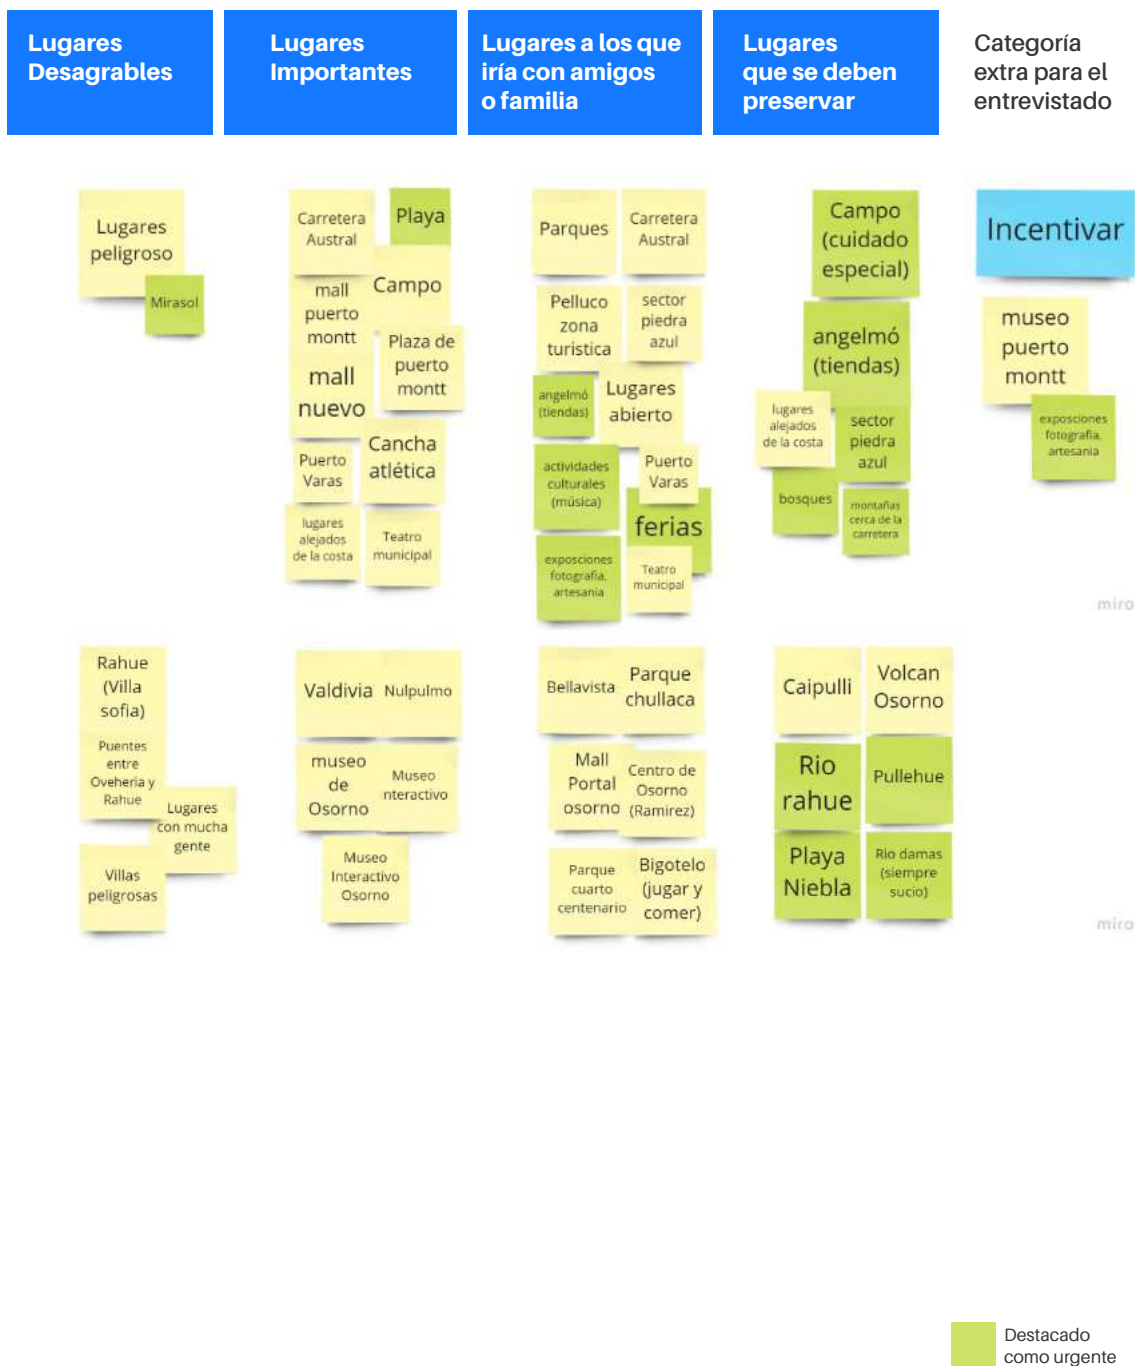 Lugares
Desagrables
Lugares
Importantes
Lugares a los que
iría con amigos
o familia
Lugares
que se deben
preservar
Categoría
extra para el
entrevistado
Lugares
peligroso
Mirasol
Carretera
Austral
Playa
mall
puerto
montt
Campo
Plaza de
puerto
montt
mall
nuevo
Cancha
atlética
Puerto
Varas
lugares
alejados
de la costa
Teatro
municipal
Parques
Carretera
Austral
Pelluco
zona
turistica
sector
piedra
azul
angelmó
(tiendas)
Lugares
abierto
actividades
culturales
(música)
Puerto
Varas
ferias
exposciones
fotografia,
artesania
Teatro
municipal
Campo
(cuidado
especial)
angelmó
(tiendas)
lugares
alejados
de la costa
sector
piedra
azul
bosques
montañas
cerca de la
carretera
Incentivar
museo
puerto
montt
exposciones
fotografia,
artesania
miro
Rahue
(Villa
sofia)
Puentes
entre
Oveheria y
Rahue
Lugares
con mucha
gente
Villas
peligrosas
Valdivia
Nulpulmo
museo
de
Osorno
Museo
nteractivo
Museo
Interactivo
Osorno
Bellavista
Parque
chullaca
Mall
Portal
osorno
Centro de
Osorno
(Ramirez)
Parque
cuarto
centenario
Bigotelo
(jugar y
comer)
Caipulli
Volcan
Osorno
Rio
rahue
Pullehue
Playa
Niebla
Rio damas
(siempre
sucio)
miro
Destacado
como urgente